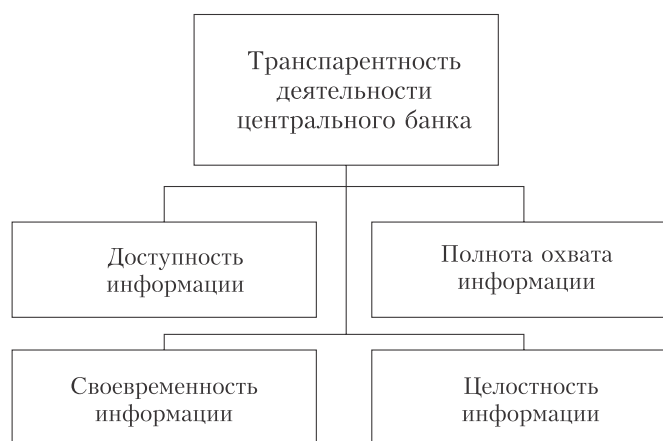 Транспарентность
деятельности
центрального банка
Доступность
информации
Полнота охвата
информации
Своевременность
информации
Целостность
информации